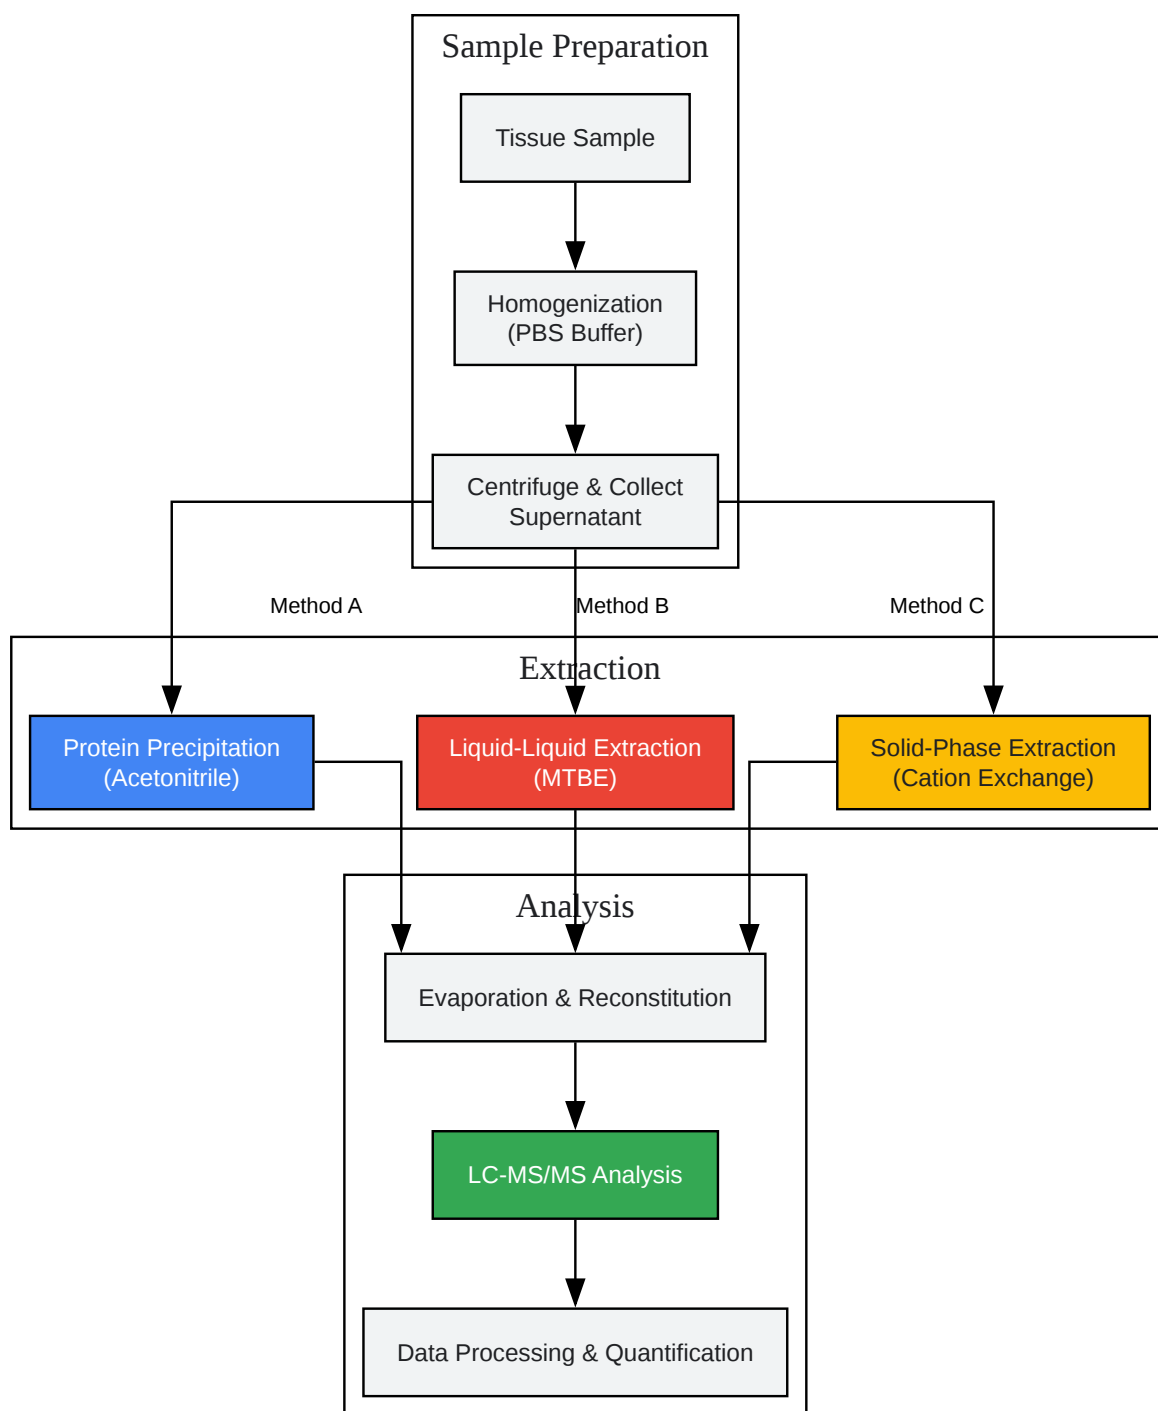 Sample Preparation
Tissue Sample
Homogenization
(PBS Buffer)
Centrifuge & Collect
Supernatant
Method A
Method B
Method C
Extraction
Protein Precipitation
(Acetonitrile)
Liquid-Liquid Extraction
(MTBE)
Solid-Phase Extraction
(Cation Exchange)
Analysis
Evaporation & Reconstitution
LC-MS/MS Analysis
Data Processing & Quantification